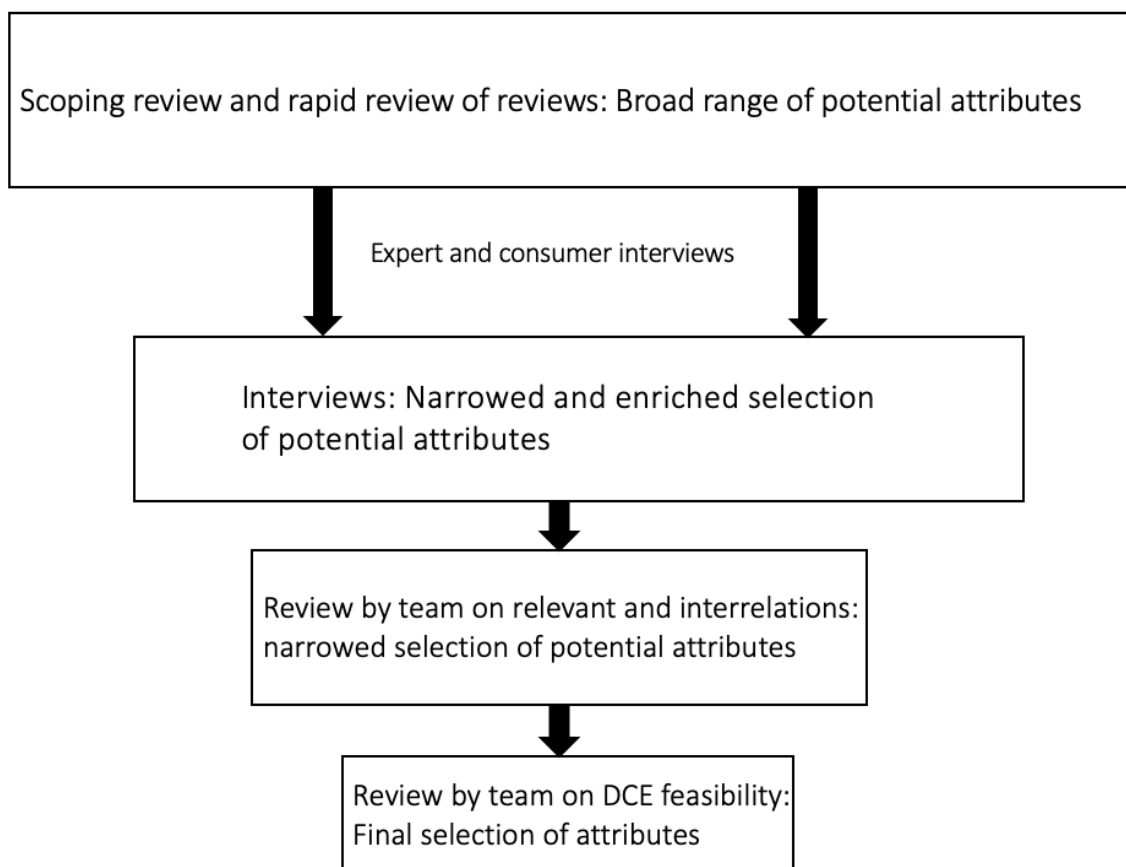 Scoping review and rapid review of reviews: Broad range of potential attributes
Expert and consumer interviews
Interviews: Narrowed and enriched selection
of potential attributes
Review by team on relevant and interrelations:
narrowed selection of potential attributes
Review by team on DCE feasibility:
Final selection of attributes